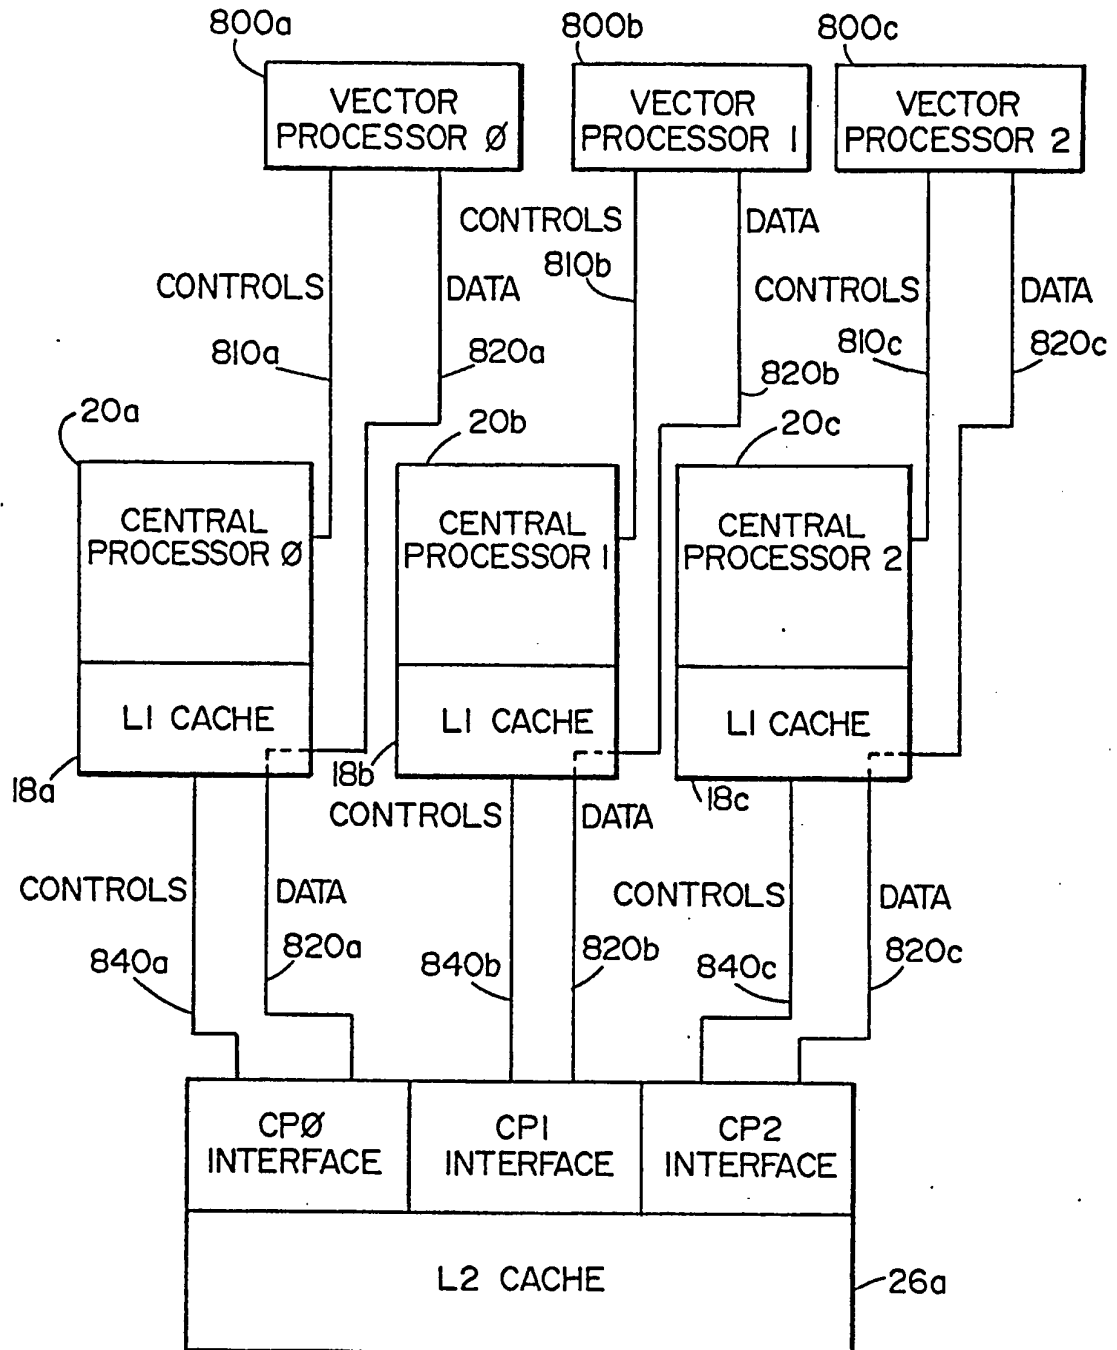 800a
800b
800c
VECTOR
PROCESSOR Ø
VECTOR
PROCESSOR 1
VECTOR
PROCESSOR 2
CONTROLS
DATA
810b
CONTROLS
DATA
CONTROLS
DATA
810a
820a
820b
810c
820c
20a
20b
20c
CENTRAL
PROCESSOR Ø
CENTRAL
PROCESSOR 1
CENTRAL
PROCESSOR 2
L1 CACHE
L1 CACHE
L1 CACHE
18a
18b
18c
CONTROLS
DATA
CONTROLS
DATA
CONTROLS
DATA
840a
820a
840b
820b
840c
820c
CPØ
INTERFACE
CP1
INTERFACE
CP2
INTERFACE
L2 CACHE
26a